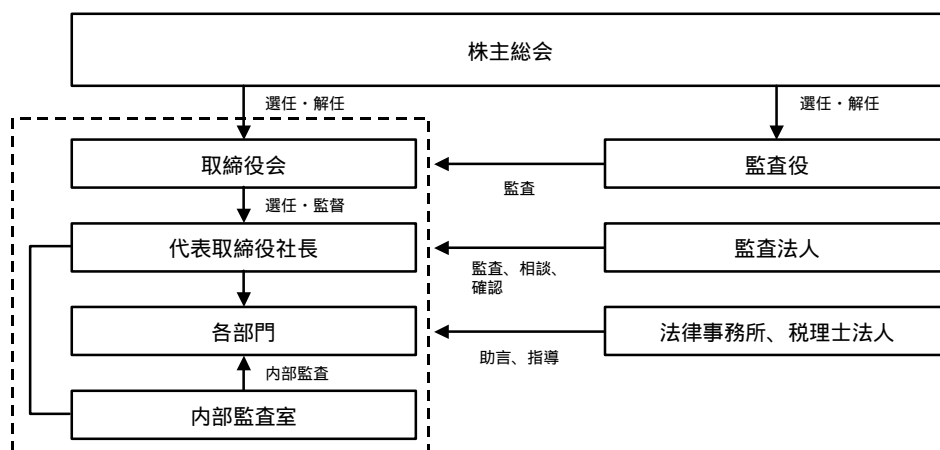 株主総会
選任・解任
選任・解任
取締役会
監査役
監査
選任・監督
代表取締役社長
監査法人
監査、相談、
確認
各部門
法律事務所、税理士法人
助言、指導
内部監査
内部監査室